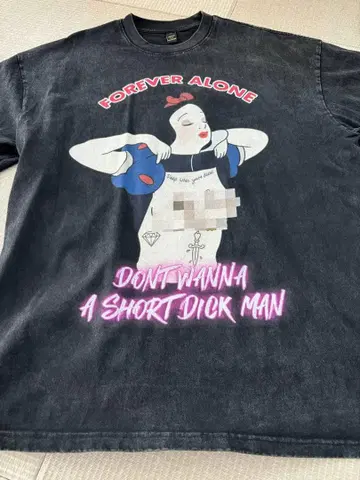 FOREVER ALONE
DONT WANNA
A SHORT DICK MAN